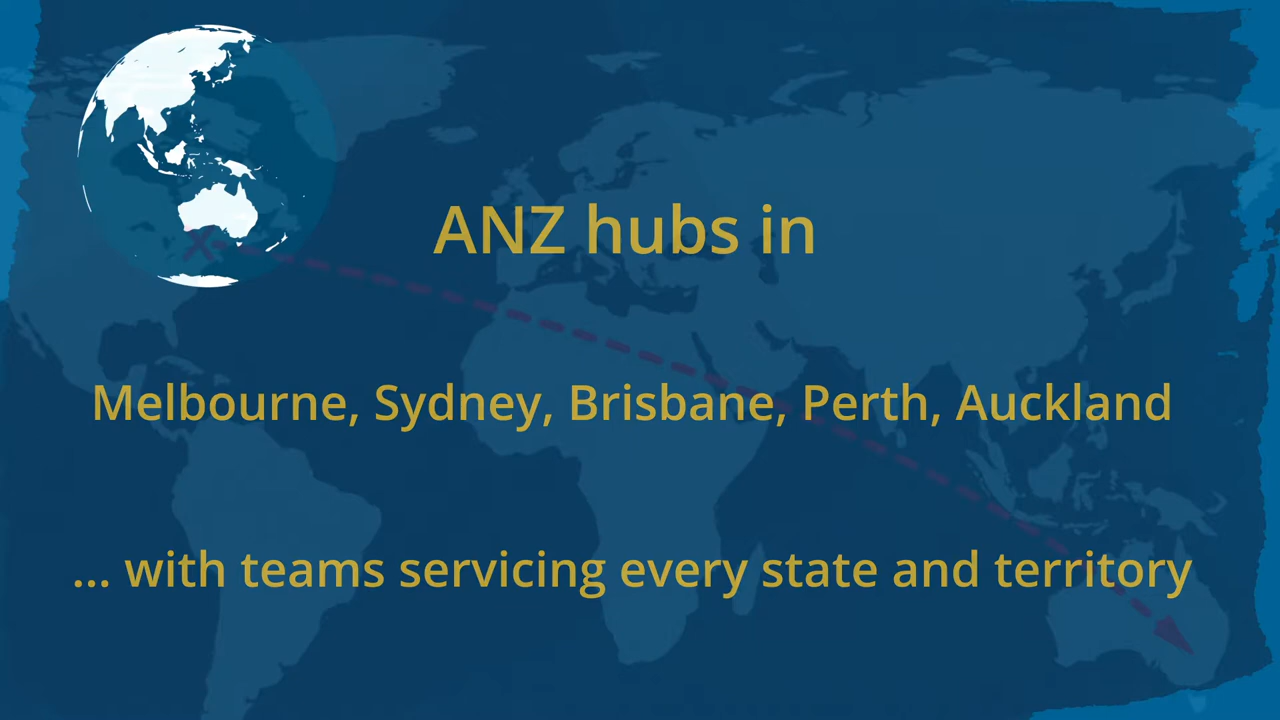 ANZ hubs in
Melbourne, Sydney, Brisbane, Perth, Auckland
... with teams servicing every state and territory